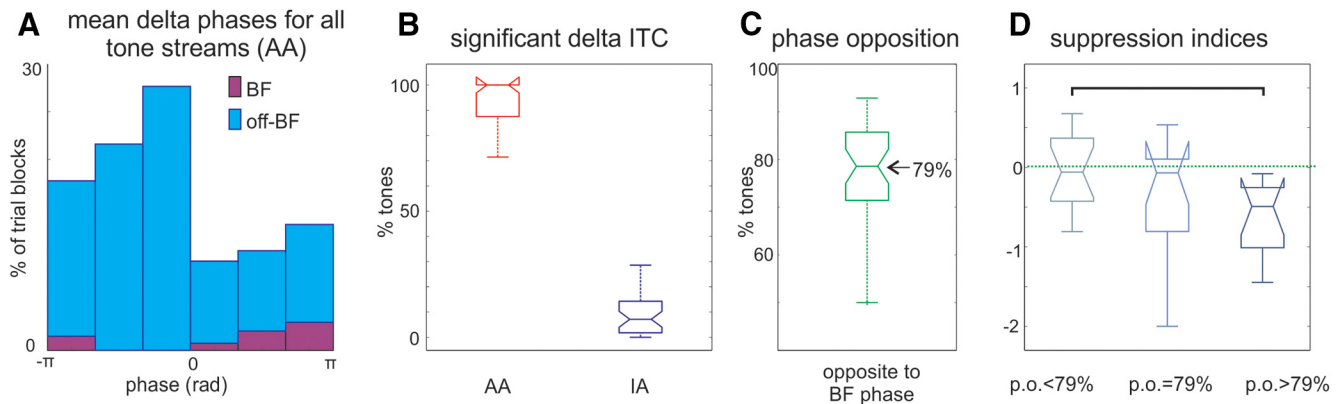 A
mean delta phases for all
tone streams (AA)
30
% of trial blocks
0
-π
0
π
phase (rad)
BF
off-BF
B
significant delta ITC
100
50
0
% tones
AA
IA
C
phase opposition
100
80
60
% tones
79%
opposite to
BF phase
D
suppression indices
1
0
-1
-2
p.o.<79%
p.o.=79%
p.o.>79%